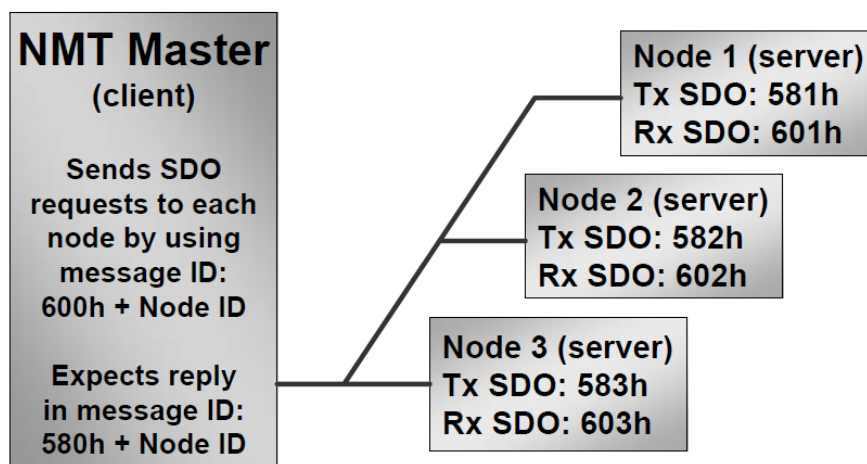 NMT Master
(client)
Sends SDO
requests to each
node by using
message ID:
600h + Node ID
Expects reply
in message ID:
580h + Node ID
Node 1 (server)
Tx SDO: 581h
Rx SDO: 601h
Node 2 (server)
Tx SDO: 582h
Rx SDO: 602h
Node 3 (server)
Tx SDO: 583h
Rx SDO: 603h